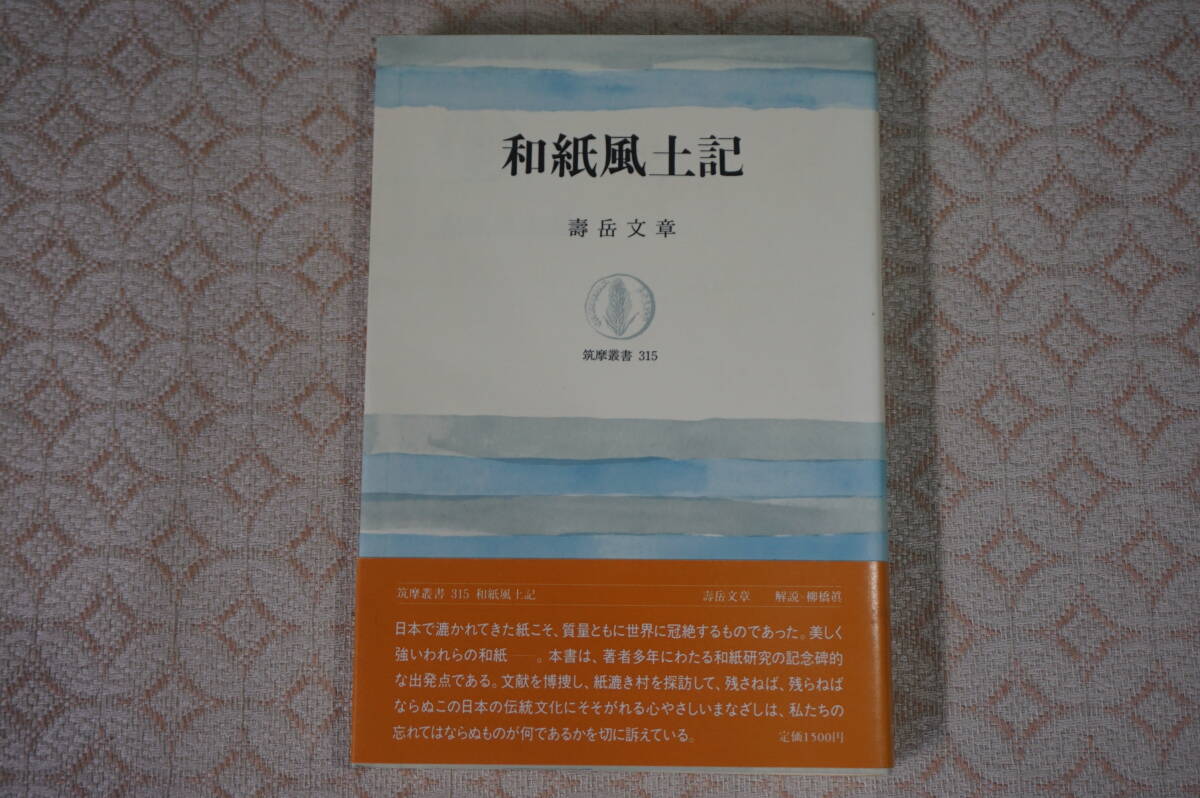 和紙風土記
壽岳文章
筑摩叢書 315
筑摩叢書 315 和紙風土記 壽岳文章 解説・柳橋眞
日本で漉かれてきた紙こそ、質量ともに世界に冠絶するものであった。美しく
強いわれらの和紙──。本書は、著者多年にわたる和紙研究の記念碑的
な出発点である。文献を博捜し、紙漉き村を探訪して、残さねば、残らねば
ならぬこの日本の伝統文化にそそがれる心やさしいまなざしは、私たちの
忘れてはならぬものが何であるかを切に訴えている。 定価1500円